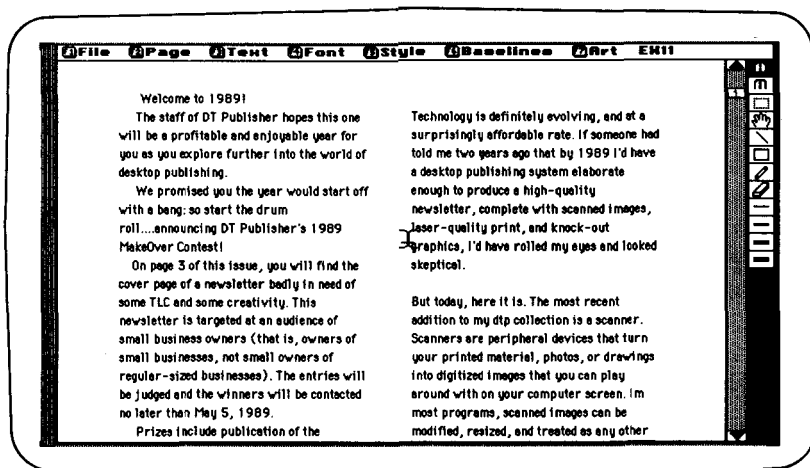 1 File 2 Page 3 Text 4 Font 5 Style 6 Baselines 7 Art EX11
Welcome to 1989!
The staff of DT Publisher hopes this one
will be a profitable and enjoyable year for
you as you explore further into the world of
desktop publishing.
We promised you the year would start off
with a bang; so start the drum
roll....announcing DT Publisher's 1989
MakeOver Contest!
On page 3 of this issue, you will find the
cover page of a newsletter badly in need of
some TLC and some creativity. This
newsletter is targeted at an audience of
small business owners (that is, owners of
small businesses, not small owners of
regular-sized businesses). The entries will
be judged and the winners will be contacted
no later than May 5, 1989.
Prizes include publication of the
Technology is definitely evolving, and at a
surprisingly affordable rate. If someone had
told me two years ago that by 1989 I'd have
a desktop publishing system elaborate
enough to produce a high-quality
newsletter, complete with scanned images,
laser-quality print, and knock-out
graphics, I'd have rolled my eyes and looked
skeptical.
But today, here it is. The most recent
addition to my dtp collection is a scanner.
Scanners are peripheral devices that turn
your printed material, photos, or drawings
into digitized images that you can play
around with on your computer screen. Im
most programs, scanned images can be
modified, resized, and treated as any other
1